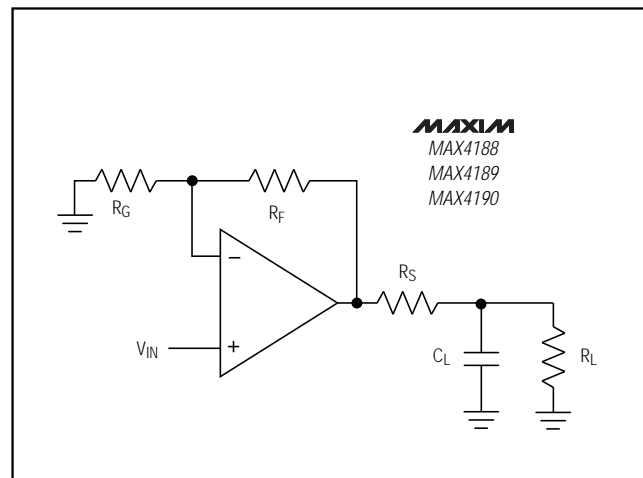 MAXIM
MAX4188
MAX4189
MAX4190
RG
RF
RS
−
VIN
+
CL
RL